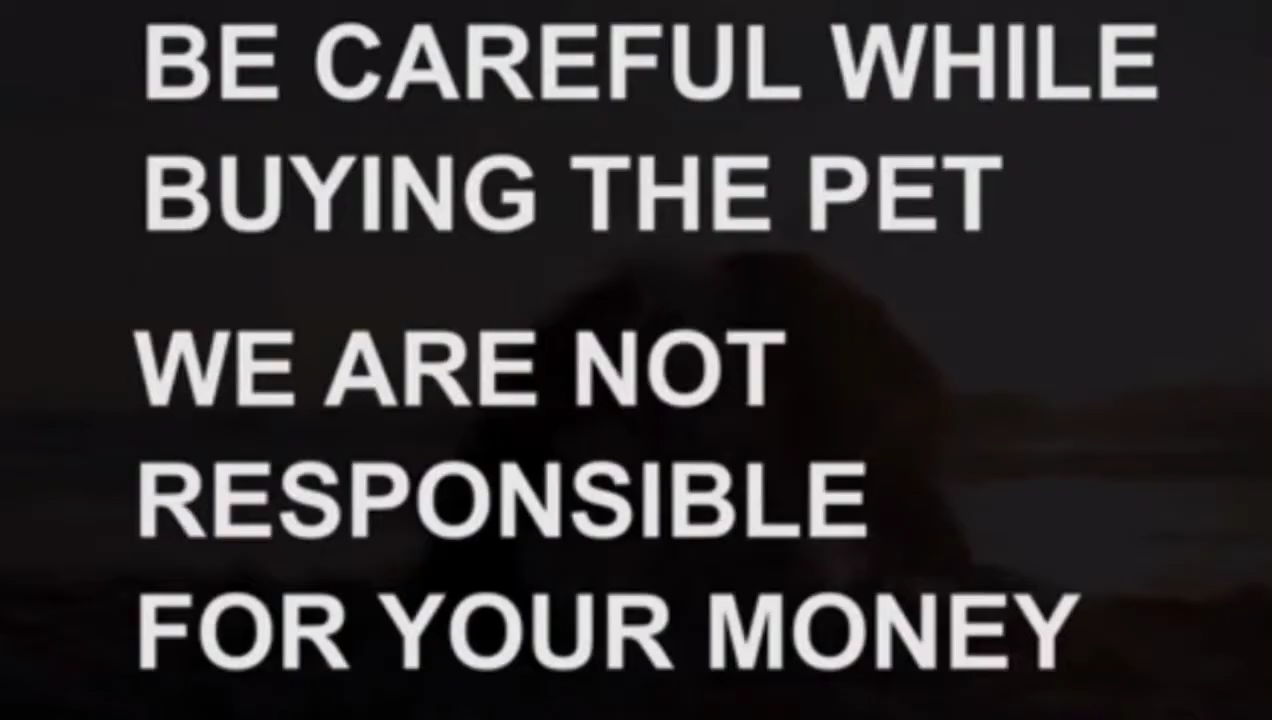 BE CAREFUL WHILE
BUYING THE PET
WE ARE NOT
RESPONSIBLE
FOR YOUR MONEY